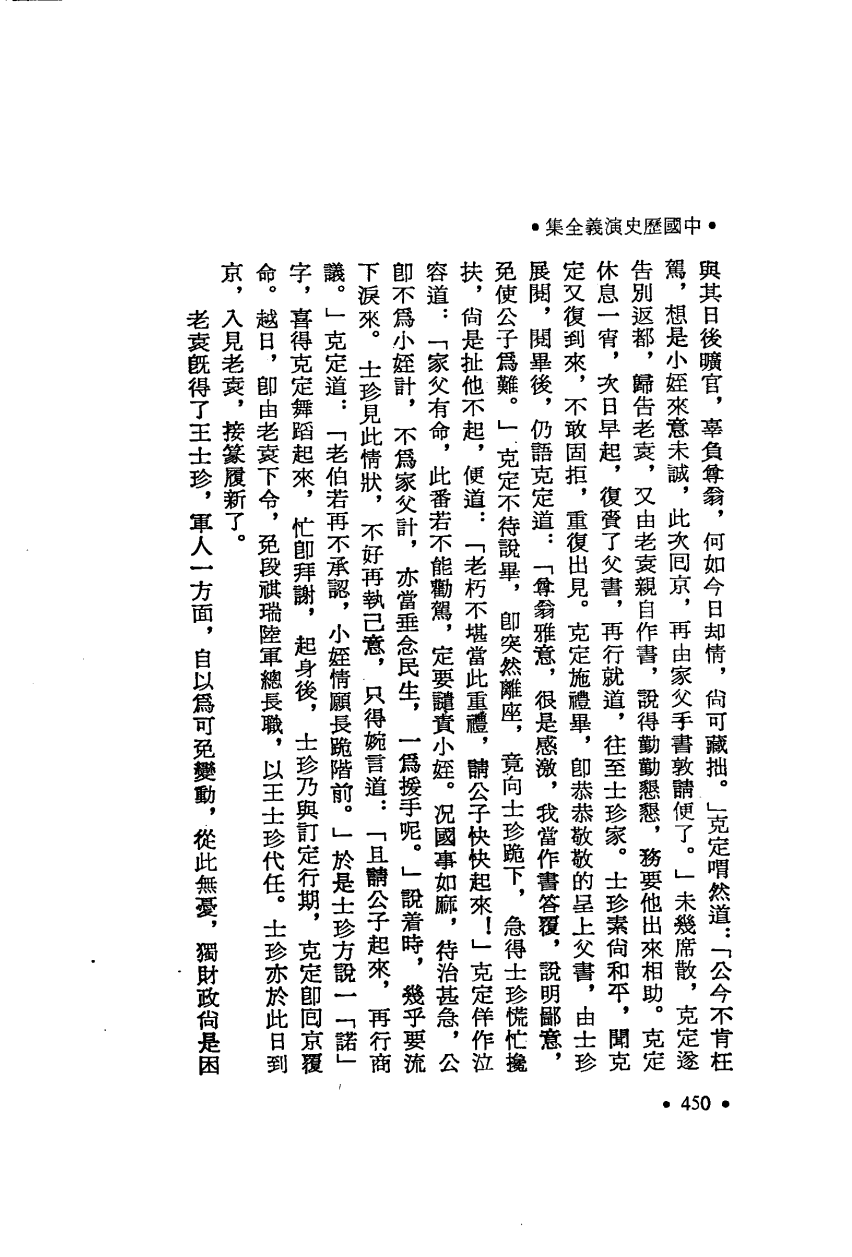 •中國歷史演義全集•
與其日後曠官，辜負尊翁，何如今日却情，尙可藏拙。」克定喟然道：「公今不肯枉
駕，想是小姪來意未誠，此次囘京，再由家父手書敦請便了。」未幾席散，克定遂
告別返都，歸告老袁，又由老袁親自作書，說得勤勤懇懇，務要他出來相助。克定
休息一宵，次日早起，復賫了父書，再行就道，往至士珍家。士珍素尙和平，聞克
定又復到來，不敢固拒，重復出見。克定施禮畢，卽恭恭敬敬的呈上父書，由士珍
展閱，閱畢後，仍語克定道：「尊翁雅意，很是感激，我當作書答覆，說明鄙意，
免使公子爲難。」克定不待說畢，卽突然離座，竟向士珍跪下，急得士珍慌忙攙
扶，尙是扯他不起，便道：「老朽不堪當此重禮，請公子快快起來！」克定佯作泣
容道：「家父有命，此番若不能勸駕，定要譴責小姪。况國事如麻，待治甚急，公
卽不爲小姪計，不爲家父計，亦當垂念民生，一爲援手呢。」說着時，幾乎要流
下淚來。士珍見此情狀，不好再執己意，只得婉言道：「且請公子起來，再行商
議。」克定道：「老伯若再不承認，小姪情願長跪階前。」於是士珍方說一「諾」
字，喜得克定舞蹈起來，忙卽拜謝，起身後，士珍乃與訂定行期，克定卽囘京覆
命。越日，卽由老袁下令，免段祺瑞陸軍總長職，以王士珍代任。士珍亦於此日到
京，入見老袁，接篆履新了。
老袁旣得了王士珍，軍人一方面，自以爲可免變動，從此無憂，獨財政尙是困
• 450 •